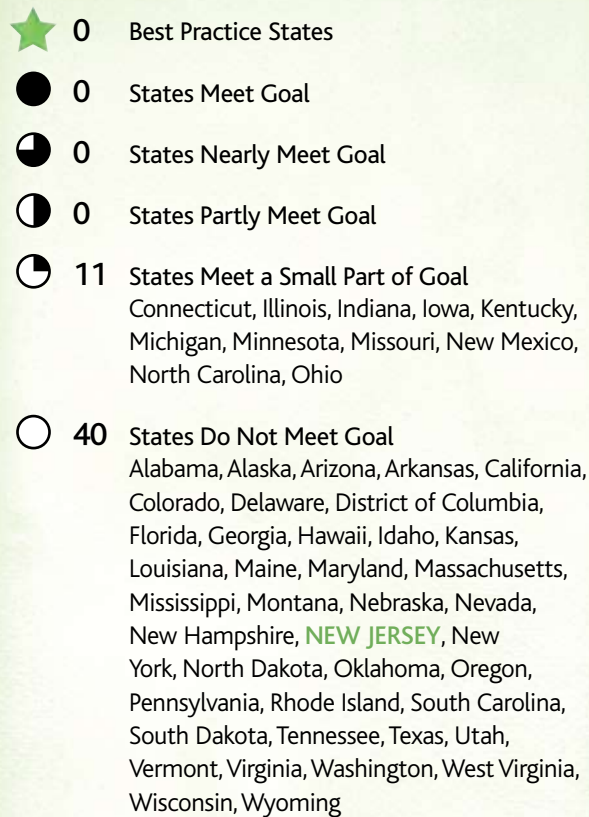 0 Best Practice States
0 States Meet Goal
0 States Nearly Meet Goal
0 States Partly Meet Goal
11 States Meet a Small Part of Goal
Connecticut, Illinois, Indiana, Iowa, Kentucky,
Michigan, Minnesota, Missouri, New Mexico,
North Carolina, Ohio
40 States Do Not Meet Goal
Alabama, Alaska, Arizona, Arkansas, California,
Colorado, Delaware, District of Columbia,
Florida, Georgia, Hawaii, Idaho, Kansas,
Louisiana, Maine, Maryland, Massachusetts,
Mississippi, Montana, Nebraska, Nevada,
New Hampshire, NEW JERSEY, New
York, North Dakota, Oklahoma, Oregon,
Pennsylvania, Rhode Island, South Carolina,
South Dakota, Tennessee, Texas, Utah,
Vermont, Virginia, Washington, West Virginia,
Wisconsin, Wyoming